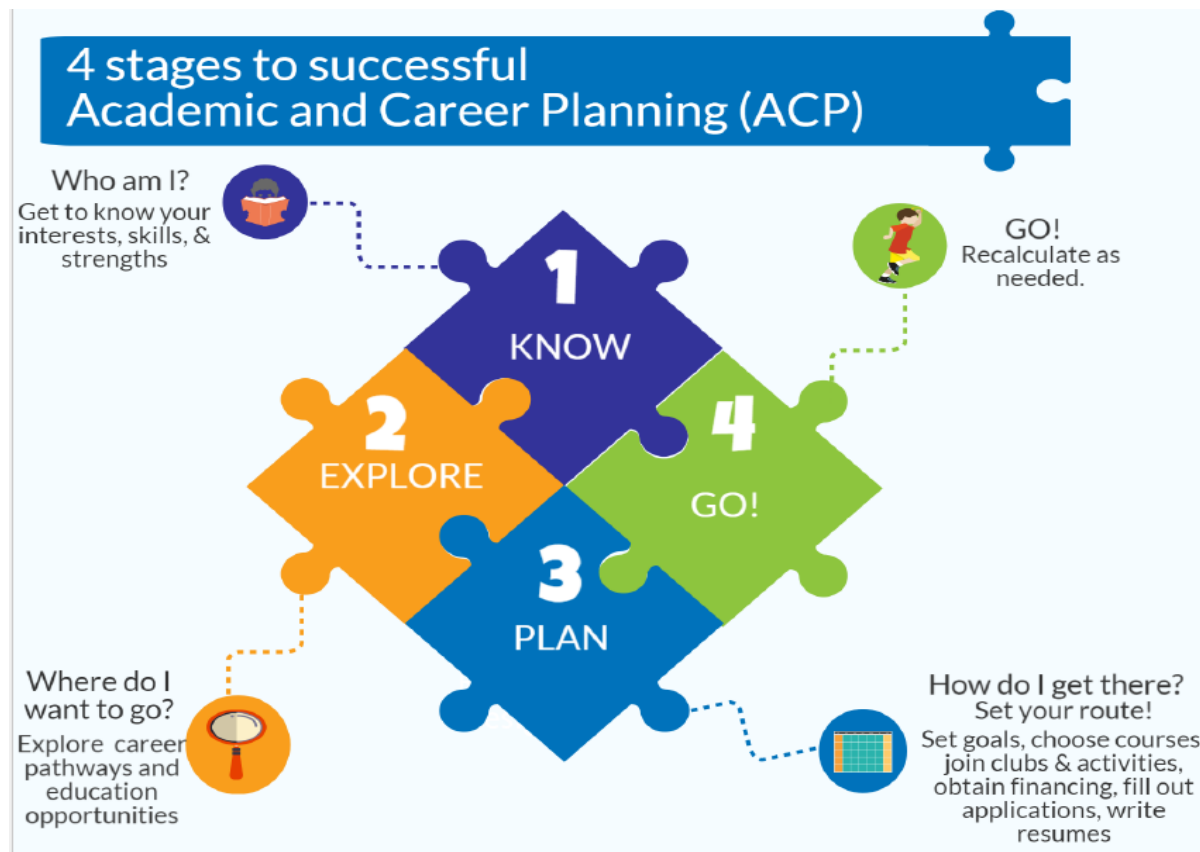 4 stages to successful
Academic and Career Planning (ACP)
Who am I?
Get to know your
interests, skills, &
strengths
GO!
Recalculate as
needed.
1
KNOW
2
EXPLORE
4
GO!
3
PLAN
Where do I
want to go?
Explore career
pathways and
education
opportunities
How do I get there?
Set your route!
Set goals, choose courses
join clubs & activities,
obtain financing, fill out
applications, write
resumes